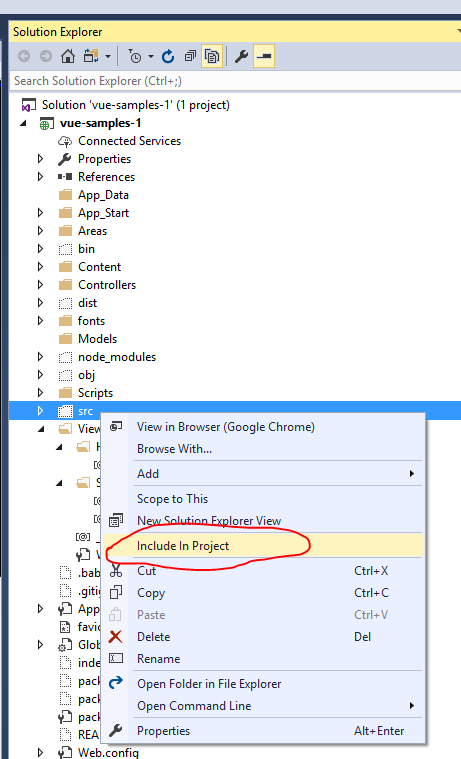 Solution Explorer
Search Solution Explorer (Ctrl+;)
Solution 'vue-samples-1' (1 project)
vue-samples-1
Connected Services
Properties
References
App_Data
App_Start
Areas
bin
Content
Controllers
dist
fonts
Models
node_modules
obj
Scripts
src
View
View in Browser (Google Chrome)
Browse With...
Add
Scope to This
New Solution Explorer View
Include In Project
Cut Ctrl+X
Copy Ctrl+C
Paste Ctrl+V
Delete Del
Rename
Open Folder in File Explorer
Open Command Line
Properties Alt+Enter
H
S
W
.bab
.gitig
App
favic
Glob
inde
pack
pack
pack
REA
Web.config